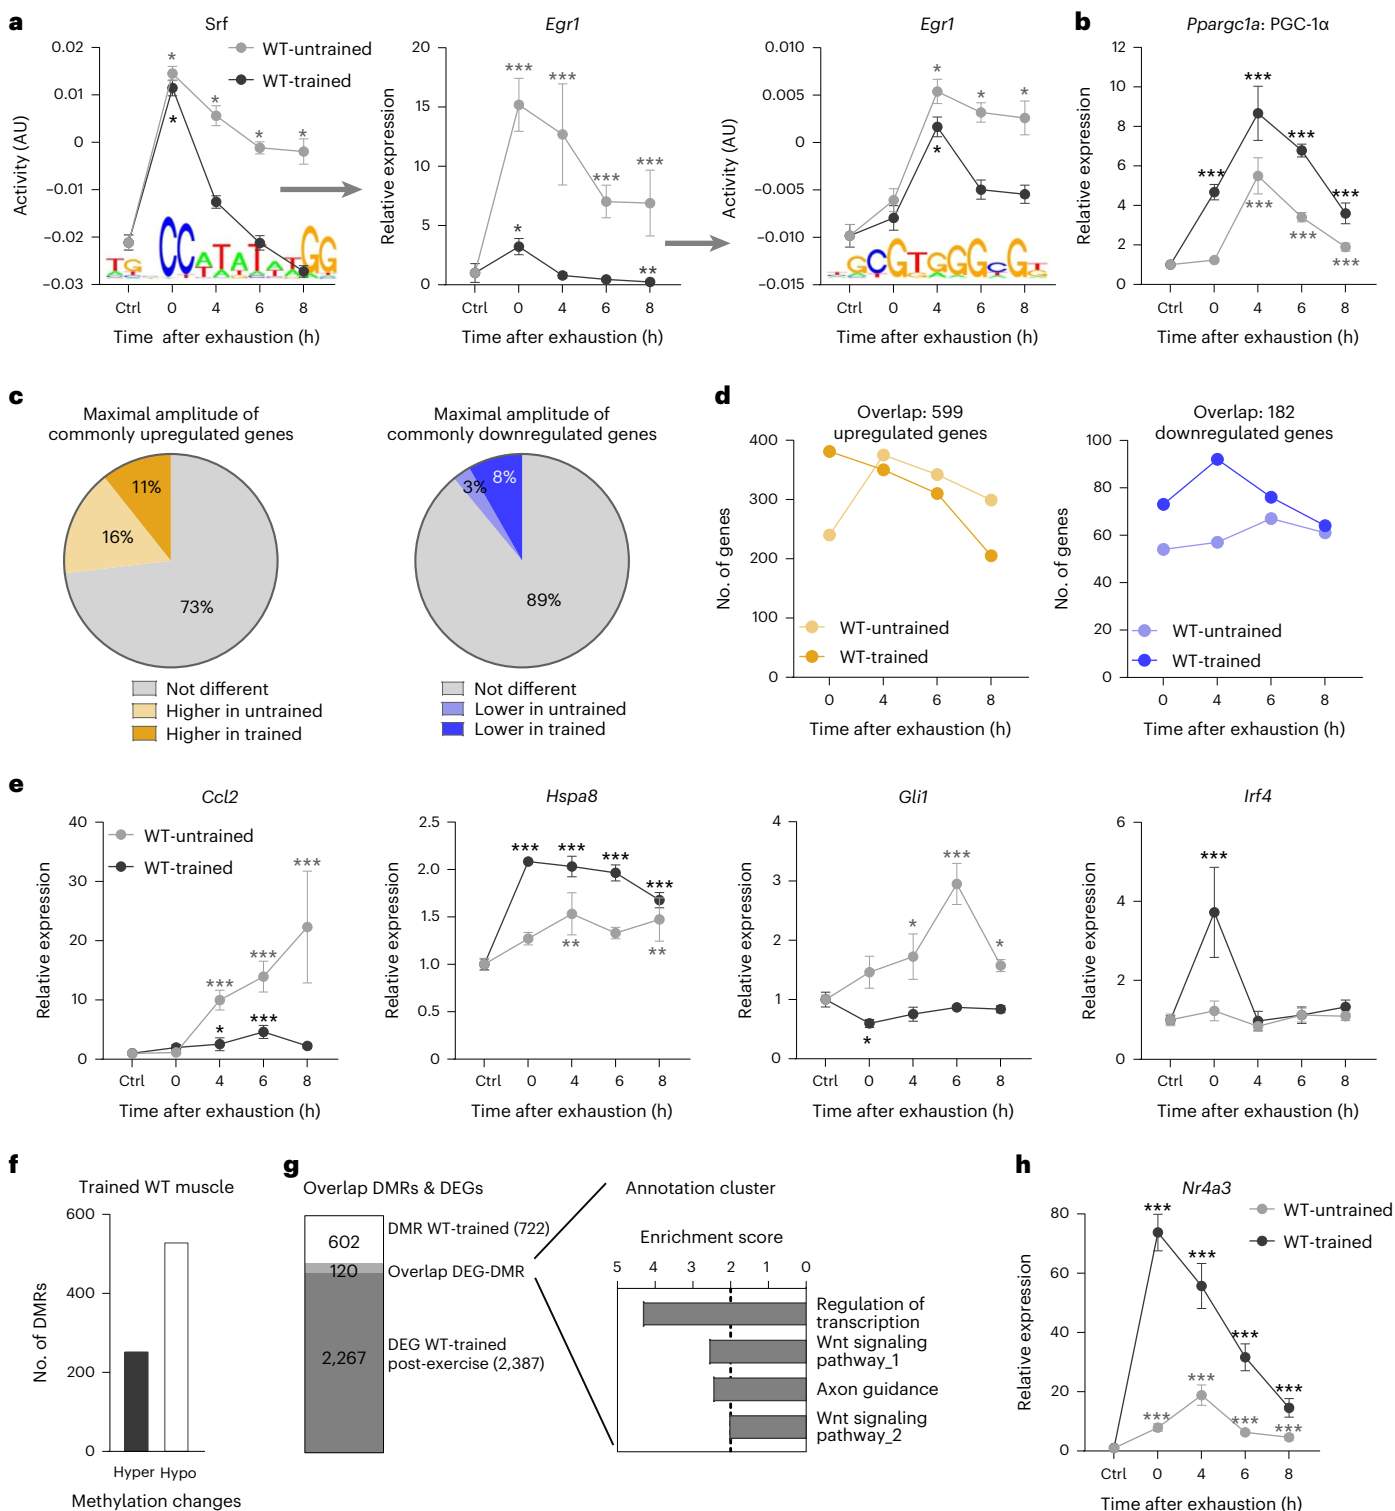 a
Srf
WT-untrained
WT-trained
0.02
0.01
0
−0.01
−0.02
−0.03
Activity (AU)
*
*
*
*
*
Ctrl 0 4 6 8
Time after exhaustion (h)
Egr1
20
15
10
5
0
Relative expression
***
***
***
***
*
**
Ctrl 0 4 6 8
Time after exhaustion (h)
Egr1
0.010
0.005
0
−0.005
−0.010
−0.015
Activity (AU)
*
*
*
*
Ctrl 0 4 6 8
Time after exhaustion (h)
b
Ppargc1a: PGC-1α
12
10
8
6
4
2
0
Relative expression
***
***
***
***
***
***
***
Ctrl 0 4 6 8
Time after exhaustion (h)
c
Maximal amplitude of
commonly upregulated genes
11%
16%
73%
Not different
Higher in untrained
Higher in trained
Maximal amplitude of
commonly downregulated genes
8%
3%
89%
Not different
Lower in untrained
Lower in trained
d
Overlap: 599
upregulated genes
400
300
200
100
0
No. of genes
WT-untrained
WT-trained
0 4 6 8
Time after exhaustion (h)
Overlap: 182
downregulated genes
100
80
60
40
20
0
No. of genes
WT-untrained
WT-trained
0 4 6 8
Time after exhaustion (h)
e
Ccl2
WT-untrained
WT-trained
40
30
20
10
0
Relative expression
***
***
***
*
***
Ctrl 0 4 6 8
Time after exhaustion (h)
Hspa8
2.5
2.0
1.5
1.0
0.5
0
Relative expression
***
***
***
***
**
**
Ctrl 0 4 6 8
Time after exhaustion (h)
Gli1
4
3
2
1
0
Relative expression
***
*
*
*
Ctrl 0 4 6 8
Time after exhaustion (h)
Irf4
6
4
2
0
Relative expression
***
Ctrl 0 4 6 8
Time after exhaustion (h)
f
Trained WT muscle
600
400
200
0
No. of DMRs
Hyper Hypo
Methylation changes
g
Overlap DMRs & DEGs
602
120
2,267
DMR WT-trained (722)
Overlap DEG-DMR
DEG WT-trained
post-exercise (2,387)
Annotation cluster
Enrichment score
5 4 3 2 1 0
Regulation of
transcription
Wnt signaling
pathway_1
Axon guidance
Wnt signaling
pathway_2
h
Nr4a3
WT-untrained
WT-trained
80
60
40
20
0
Relative expression
***
***
***
***
***
***
***
***
Ctrl 0 4 6 8
Time after exhaustion (h)